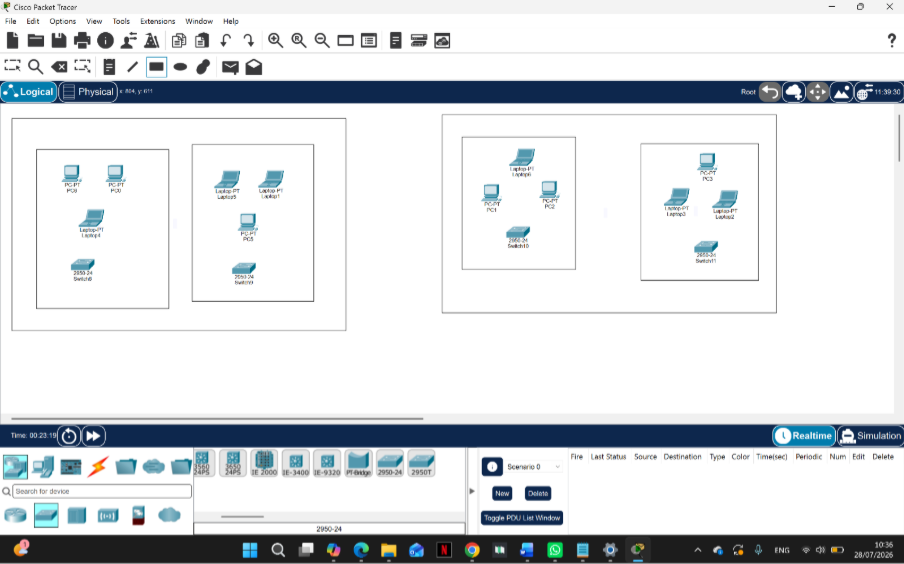 Cisco Packet Tracer
File Edit Options View Tools Extensions Window Help
Logical Physical x: 804, y: 611 Root 11:39:30
PC-PT
PC0
PC-PT
Laptop-PT
Laptop4
2950-24
Switch8
Laptop-PT
Laptop5
Laptop-PT
Laptop1
PC-PT
PC5
2950-24
Switch9
Laptop-PT
Laptop6
PC-PT
PC1
PC-PT
PC2
2950-24
Switch10
PC-PT
PC3
Laptop-PT
Laptop3
Laptop-PT
Laptop2
2950-24
Switch11
Time: 00:23:19 Realtime Simulation
3560
24PS
3650
24PS
IE 2000 IE-3400 IE-9320 PT-Bridge 2950-24 2950T
Search for device
2950-24
Scenario 0
New Delete
Toggle PDU List Window
Fire Last Status Source Destination Type Color Time(sec) Periodic Num Edit Delete
ENG
10:36
28/07/2026